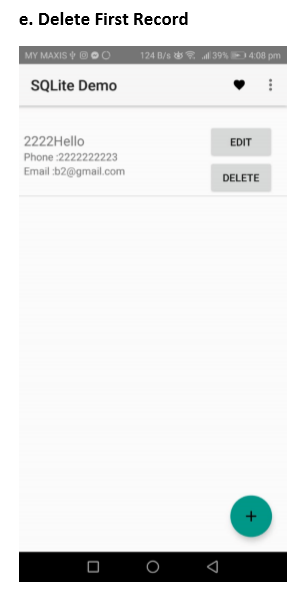 e. Delete First Record
MY MAXIS 124 B/s 39% 4:08 pm
SQLite Demo
2222Hello
EDIT
Phone :2222222223
Email :b2@gmail.com
DELETE
+